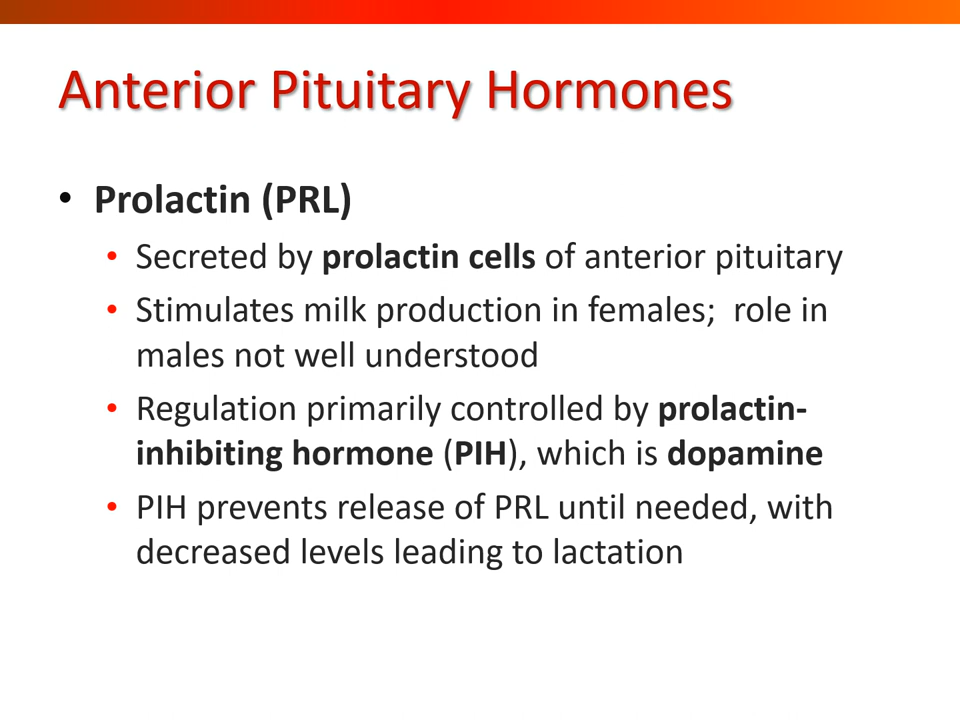 Anterior Pituitary Hormones
• Prolactin (PRL)
• Secreted by prolactin cells of anterior pituitary
• Stimulates milk production in females;  role in
males not well understood
• Regulation primarily controlled by prolactin-
inhibiting hormone (PIH), which is dopamine
• PIH prevents release of PRL until needed, with
decreased levels leading to lactation